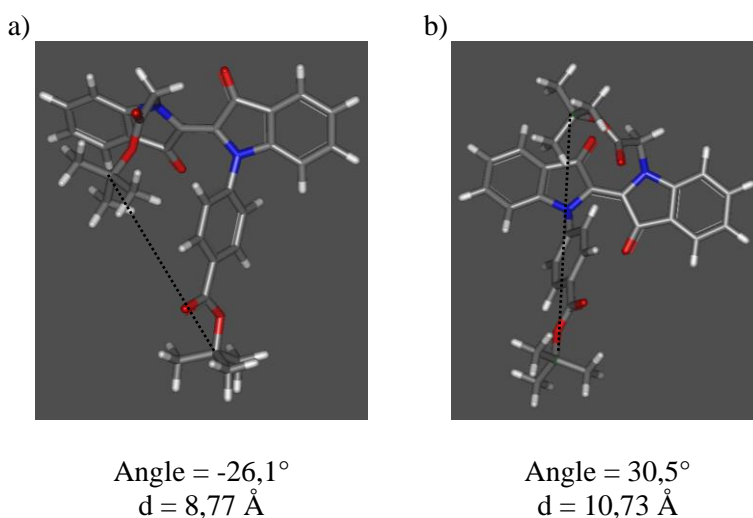 a)
b)
Angle = -26,1°
d = 8,77 Å
Angle = 30,5°
d = 10,73 Å